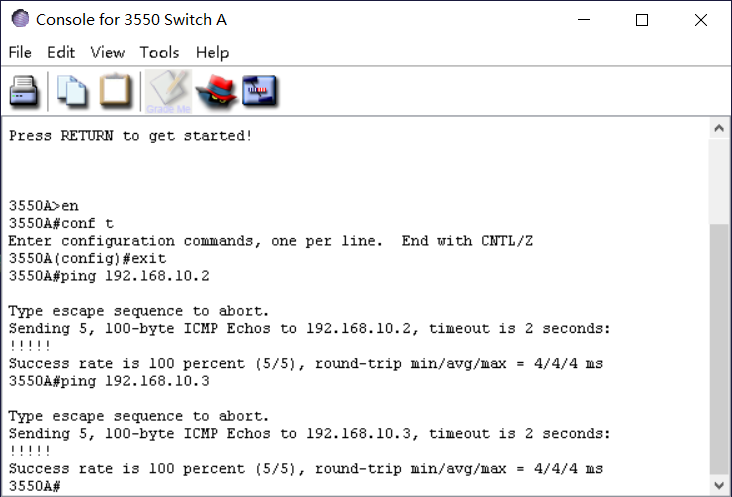 Console for 3550 Switch A
File Edit View Tools Help
Grade Me
Press RETURN to get started!
3550A>en
3550A#conf t
Enter configuration commands, one per line.  End with CNTL/Z
3550A(config)#exit
3550A#ping 192.168.10.2
Type escape sequence to abort.
Sending 5, 100-byte ICMP Echos to 192.168.10.2, timeout is 2 seconds:
!!!!!
Success rate is 100 percent (5/5), round-trip min/avg/max = 4/4/4 ms
3550A#ping 192.168.10.3
Type escape sequence to abort.
Sending 5, 100-byte ICMP Echos to 192.168.10.3, timeout is 2 seconds:
!!!!!
Success rate is 100 percent (5/5), round-trip min/avg/max = 4/4/4 ms
3550A#